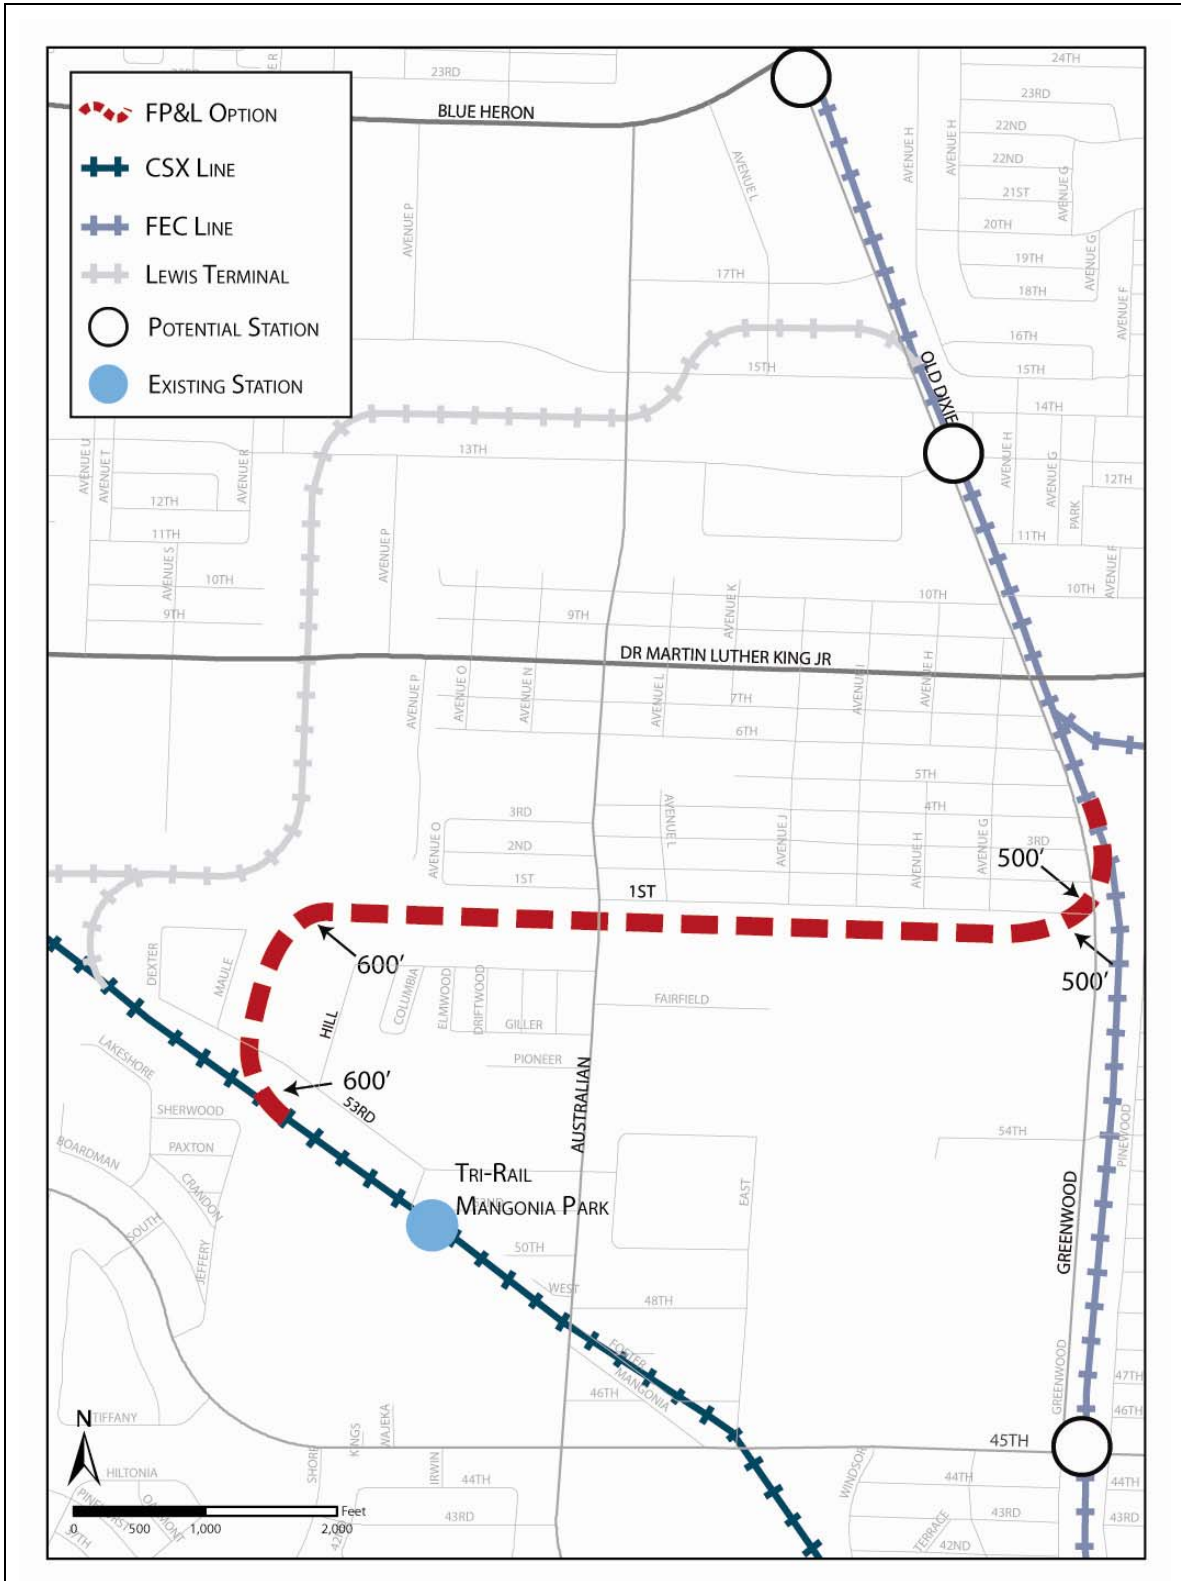 FP&L Option
CSX Line
FEC Line
Lewis Terminal
Potential Station
Existing Station
23RD
BLUE HERON
24TH
23RD
22ND
22ND
21ST
20TH
19TH
18TH
16TH
15TH
14TH
12TH
11TH
10TH
AVENUE H
AVENUE H
AVENUE G
AVENUE G
AVENUE F
AVENUE L
AVENUE P
17TH
15TH
OLD DIXIE
AVENUE H
AVENUE G
PARK
AVENUE F
13TH
AVENUE U
AVENUE T
AVENUE R
12TH
11TH
AVENUE S
10TH
9TH
AVENUE P
9TH
AVENUE K
10TH
DR MARTIN LUTHER KING JR
AVENUE P
AVENUE O
AVENUE N
AVENUE L
7TH
AVENUE I
AVENUE H
6TH
5TH
4TH
3RD
3RD
2ND
1ST
AVENUE O
AVENUE L
AVENUE J
AVENUE H
AVENUE G
500'
1ST
500'
600'
DEXTER
MAULE
HILL
COLUMBIA
ELMWOOD
DRIFTWOOD
GILLER
FAIRFIELD
PIONEER
600'
53RD
AUSTRALIAN
LAKESHORE
SHERWOOD
PAXTON
BOARDMAN
CRANDON
SOUTH
JEFFERY
54TH
PINEWOOD
Tri-Rail
Mangonia Park
52ND
50TH
WEST
EAST
GREENWOOD
48TH
FOSTER
MANGONIA
46TH
GREENWOOD
47TH
46TH
45TH
N
TIFFANY
KINGS
WAJEKA
SHORE
IRWIN
HILTONIA
PINEHURST
OAKMONT
37TH
44TH
43RD
42ND
WINDSOR
44TH
43RD
TERRACE
42ND
44TH
43RD
Feet
0 500 1,000 2,000